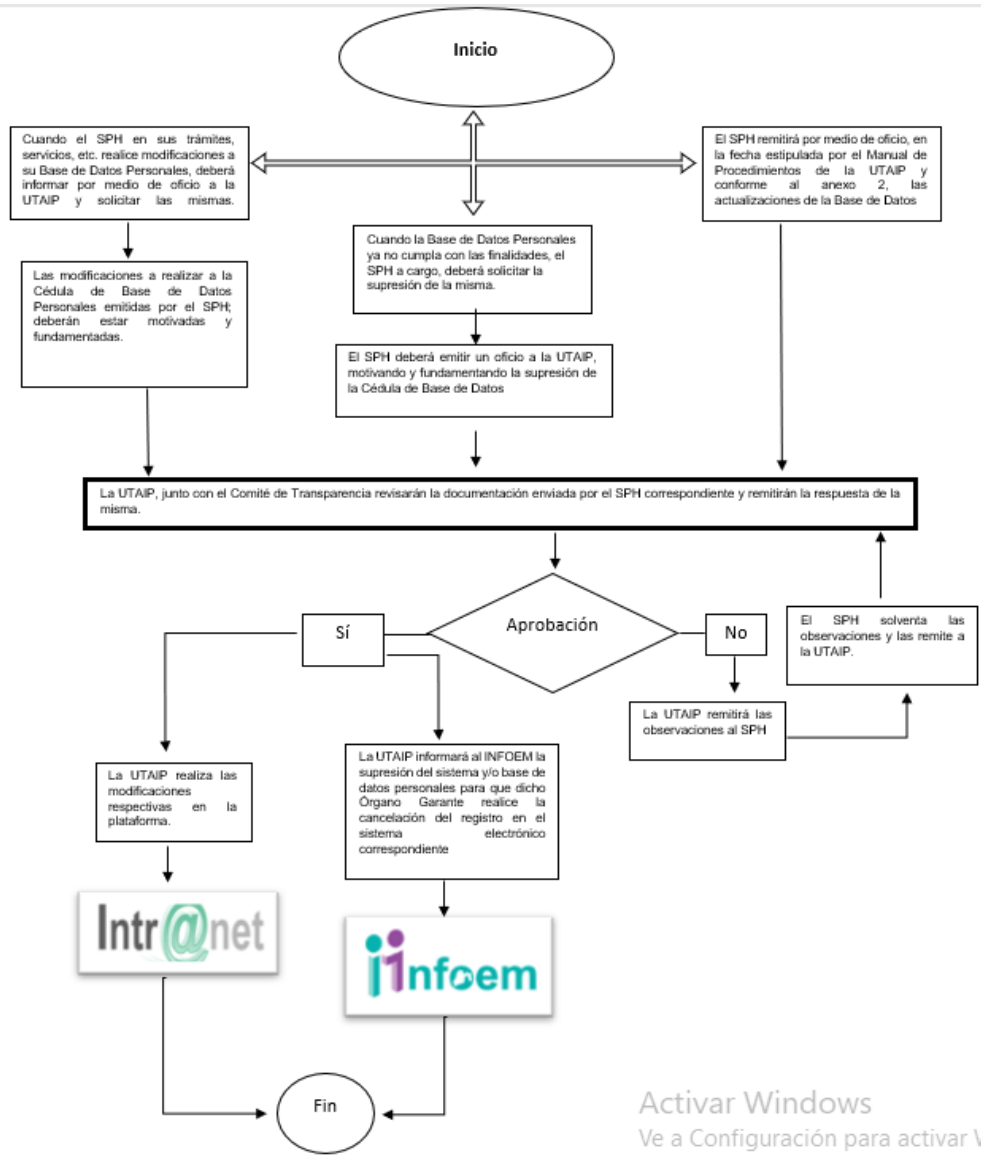 Inicio
Cuando el SPH en sus trámites,
servicios, etc. realice modificaciones a
su Base de Datos Personales, deberá
informar por medio de oficio a la
UTAIP y solicitar las mismas.
El SPH remitirá por medio de oficio, en
la fecha estipulada por el Manual de
Procedimientos de la UTAIP y
conforme al anexo 2, las
actualizaciones de la Base de Datos
Cuando la Base de Datos Personales
ya no cumpla con las finalidades, el
SPH a cargo, deberá solicitar la
supresión de la misma.
Las modificaciones a realizar a la
Cédula de Base de Datos
Personales emitidas por el SPH;
deberán estar motivadas y
fundamentadas.
El SPH deberá emitir un oficio a la UTAIP,
motivando y fundamentando la supresión de
la Cédula de Base de Datos
La UTAIP, junto con el Comité de Transparencia revisarán la documentación enviada por el SPH correspondiente y remitirán la respuesta de la
misma.
Aprobación
Sí
No
El SPH solventa las
observaciones y las remite a
la UTAIP.
La UTAIP remitirá las
observaciones al SPH
La UTAIP realiza las
modificaciones
respectivas en la
plataforma.
La UTAIP informará al INFOEM la
supresión del sistema y/o base de
datos personales para que dicho
Órgano Garante realice la
cancelación del registro en el
sistema electrónico
correspondiente
Intr@net
infoem
Fin
Activar Windows
Ve a Configuración para activar W